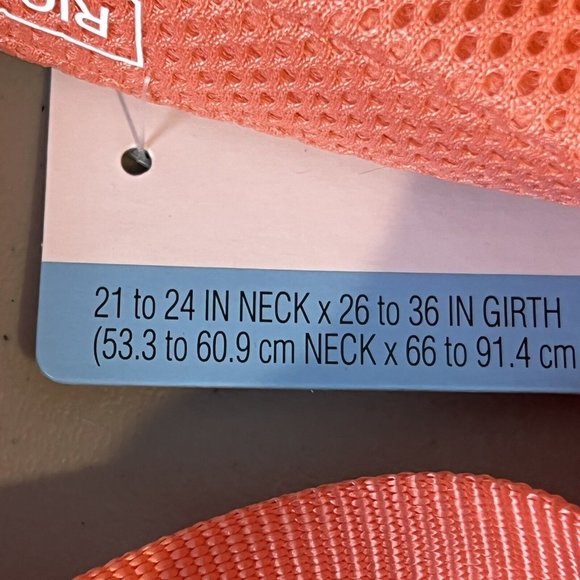 21 to 24 IN NECK x 26 to 36 IN GIRTH
(53.3 to 60.9 cm NECK x 66 to 91.4 cm